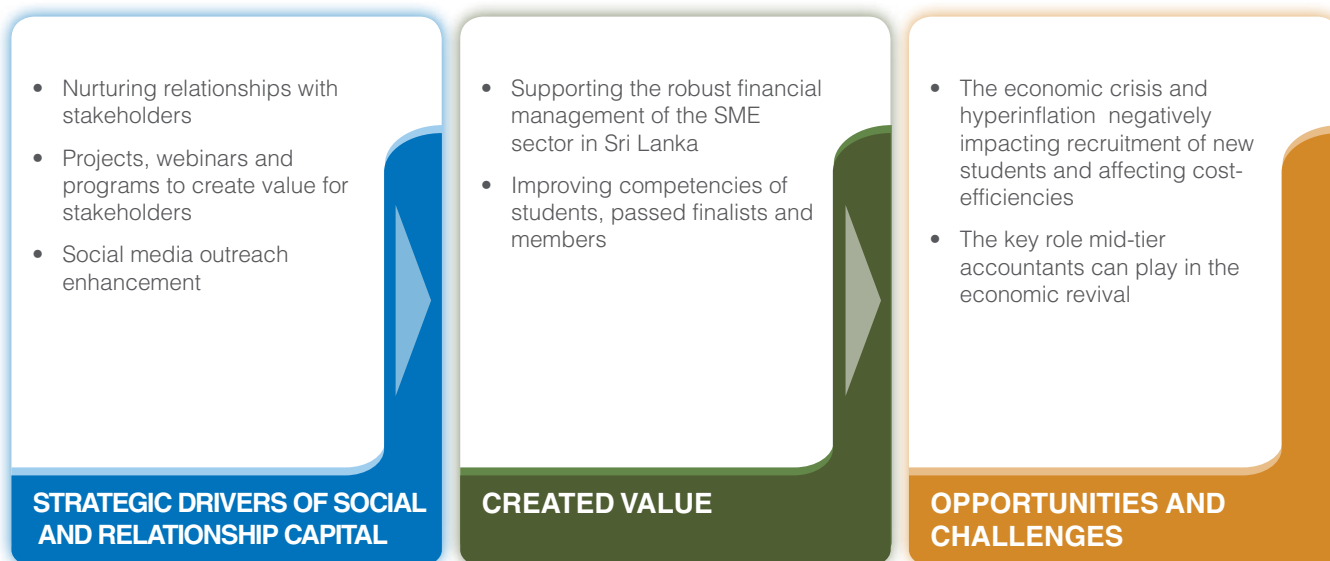 • Nurturing relationships with
stakeholders
• Projects, webinars and
programs to create value for
stakeholders
• Social media outreach
enhancement
STRATEGIC DRIVERS OF SOCIAL
AND RELATIONSHIP CAPITAL
• Supporting the robust financial
management of the SME
sector in Sri Lanka
• Improving competencies of
students, passed finalists and
members
CREATED VALUE
• The economic crisis and
hyperinflation negatively
impacting recruitment of new
students and affecting cost-
efficiencies
• The key role mid-tier
accountants can play in the
economic revival
OPPORTUNITIES AND
CHALLENGES